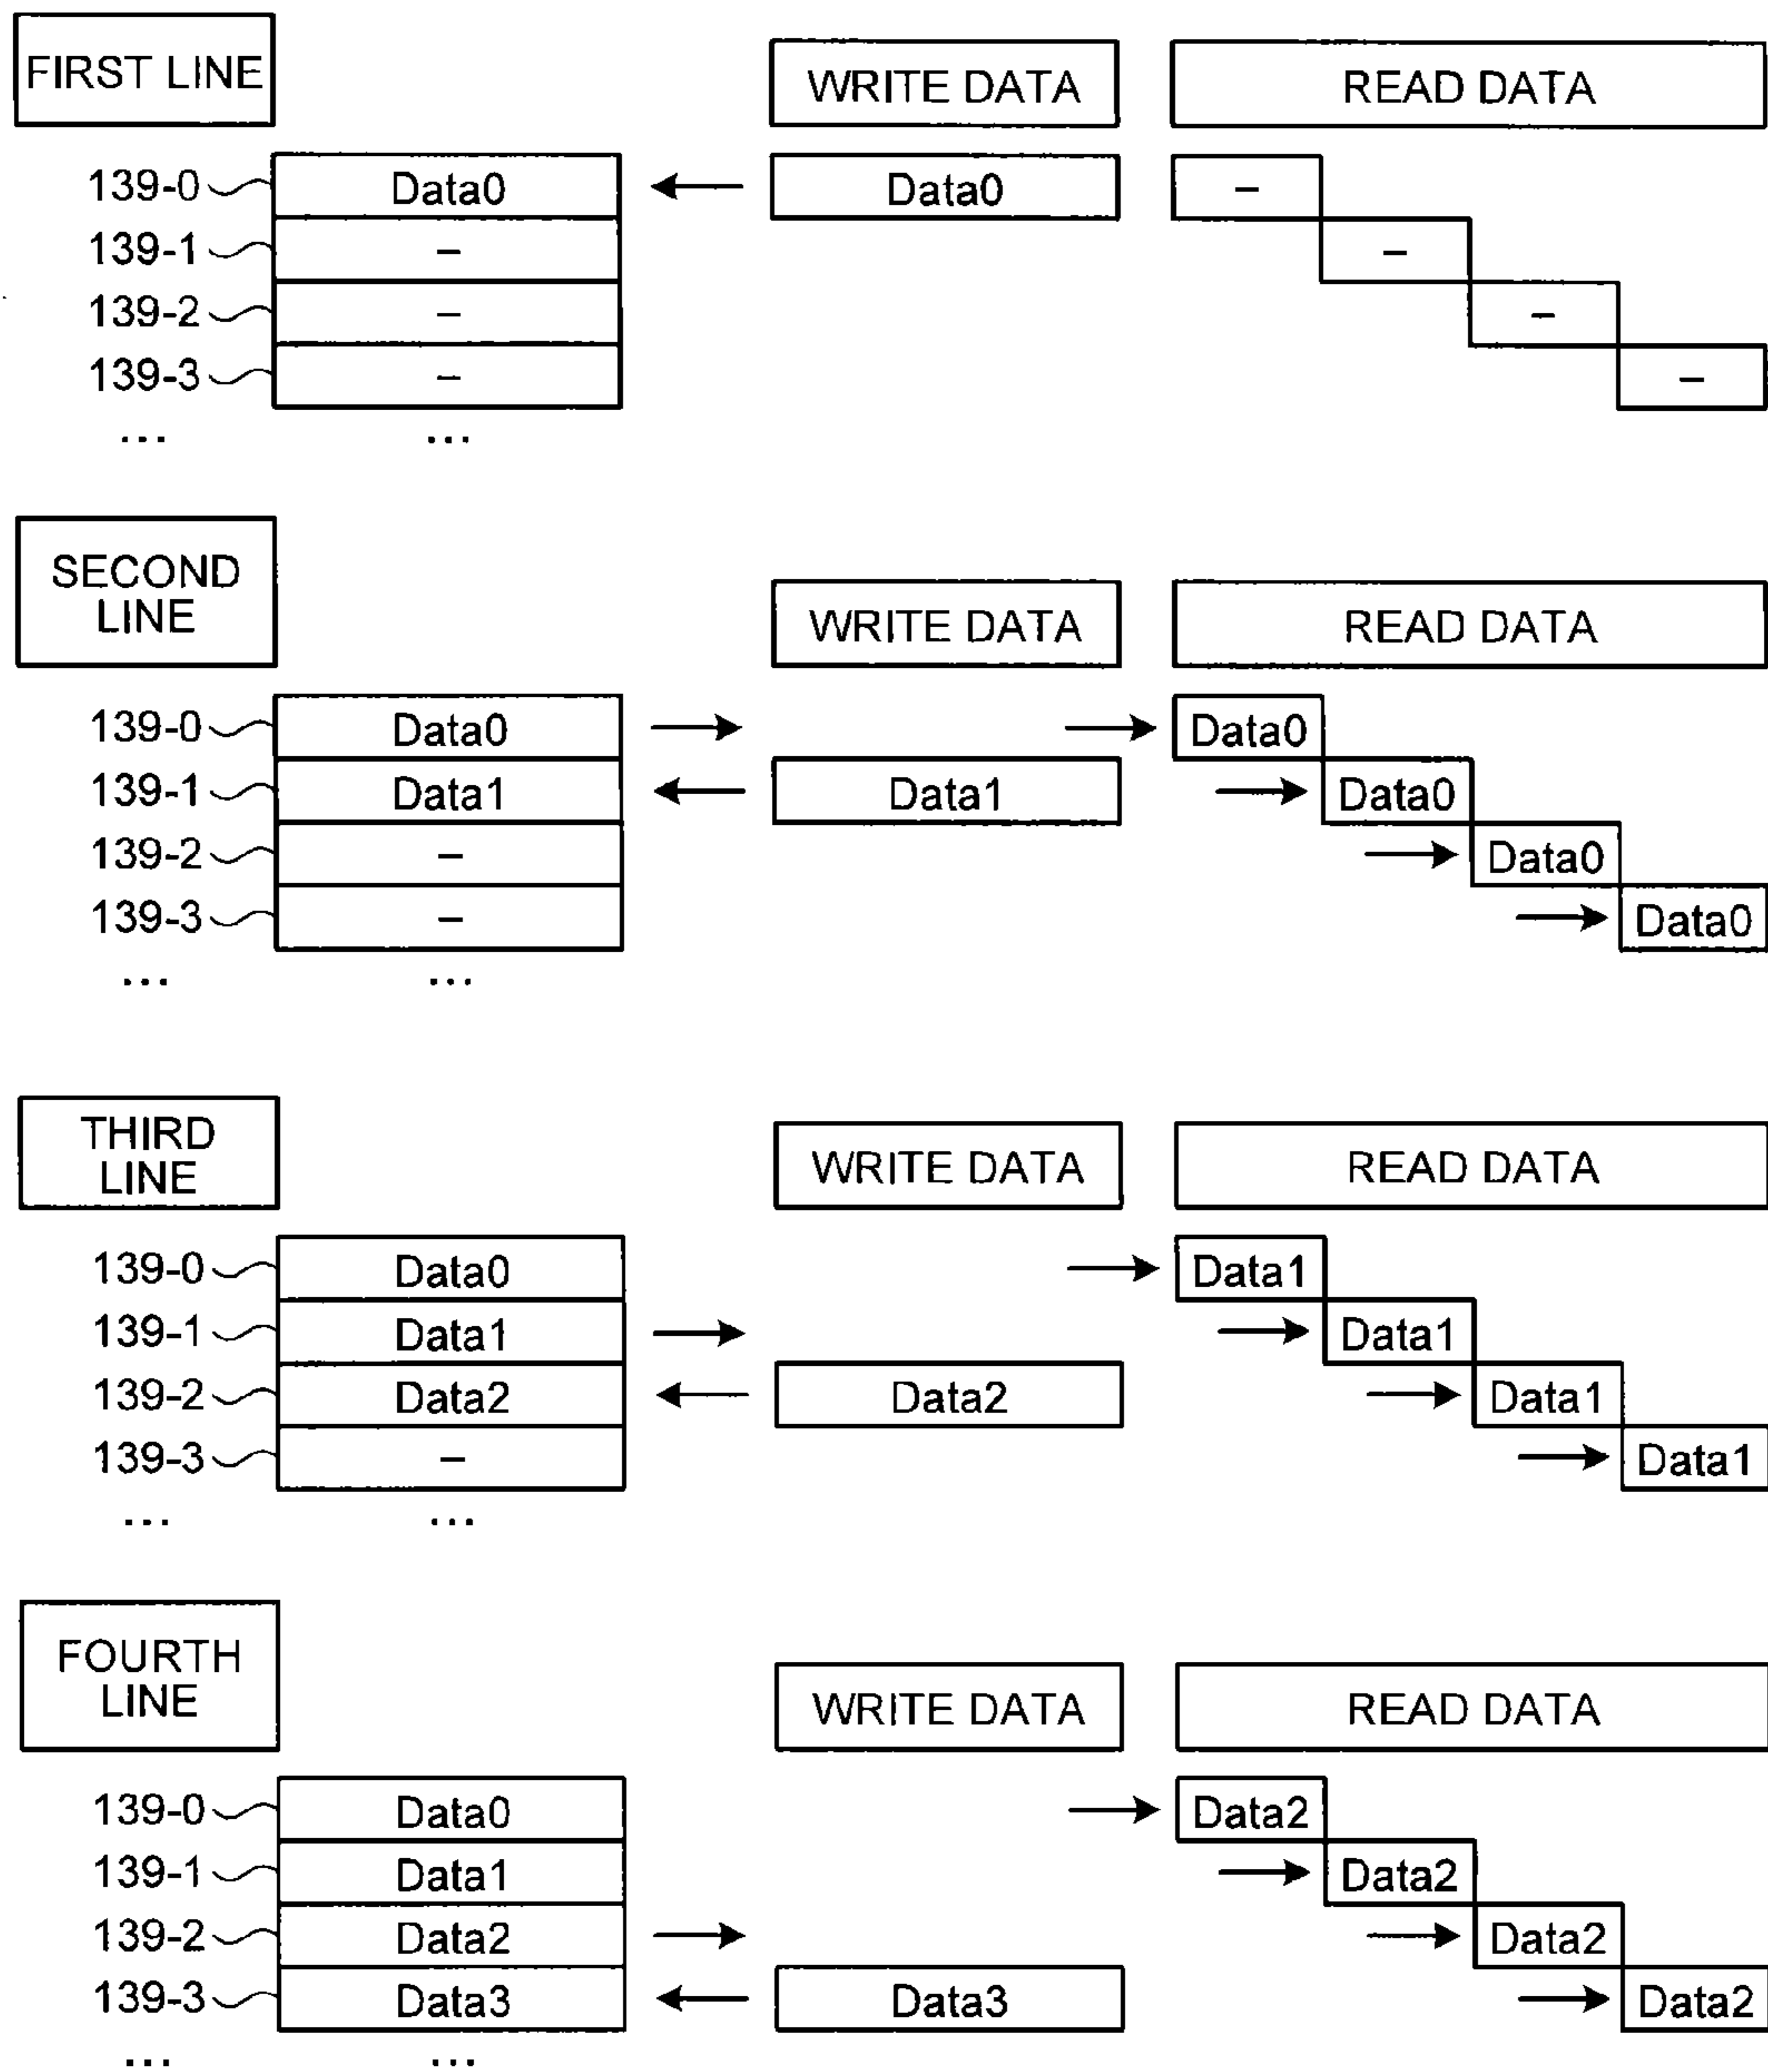 FIRST LINE
WRITE DATA READ DATA
139-0 Data0 Data0 –
139-1 – –
139-2 – –
139-3 – –
... ...
SECOND
LINE
WRITE DATA READ DATA
139-0 Data0 Data0
139-1 Data1 Data1 Data0
139-2 – Data0
139-3 – Data0
... ...
THIRD
LINE
WRITE DATA READ DATA
139-0 Data0 Data1
139-1 Data1 Data1
139-2 Data2 Data2 Data1
139-3 – Data1
... ...
FOURTH
LINE
WRITE DATA READ DATA
139-0 Data0 Data2
139-1 Data1 Data2
139-2 Data2 Data2
139-3 Data3 Data3 Data2
... ...